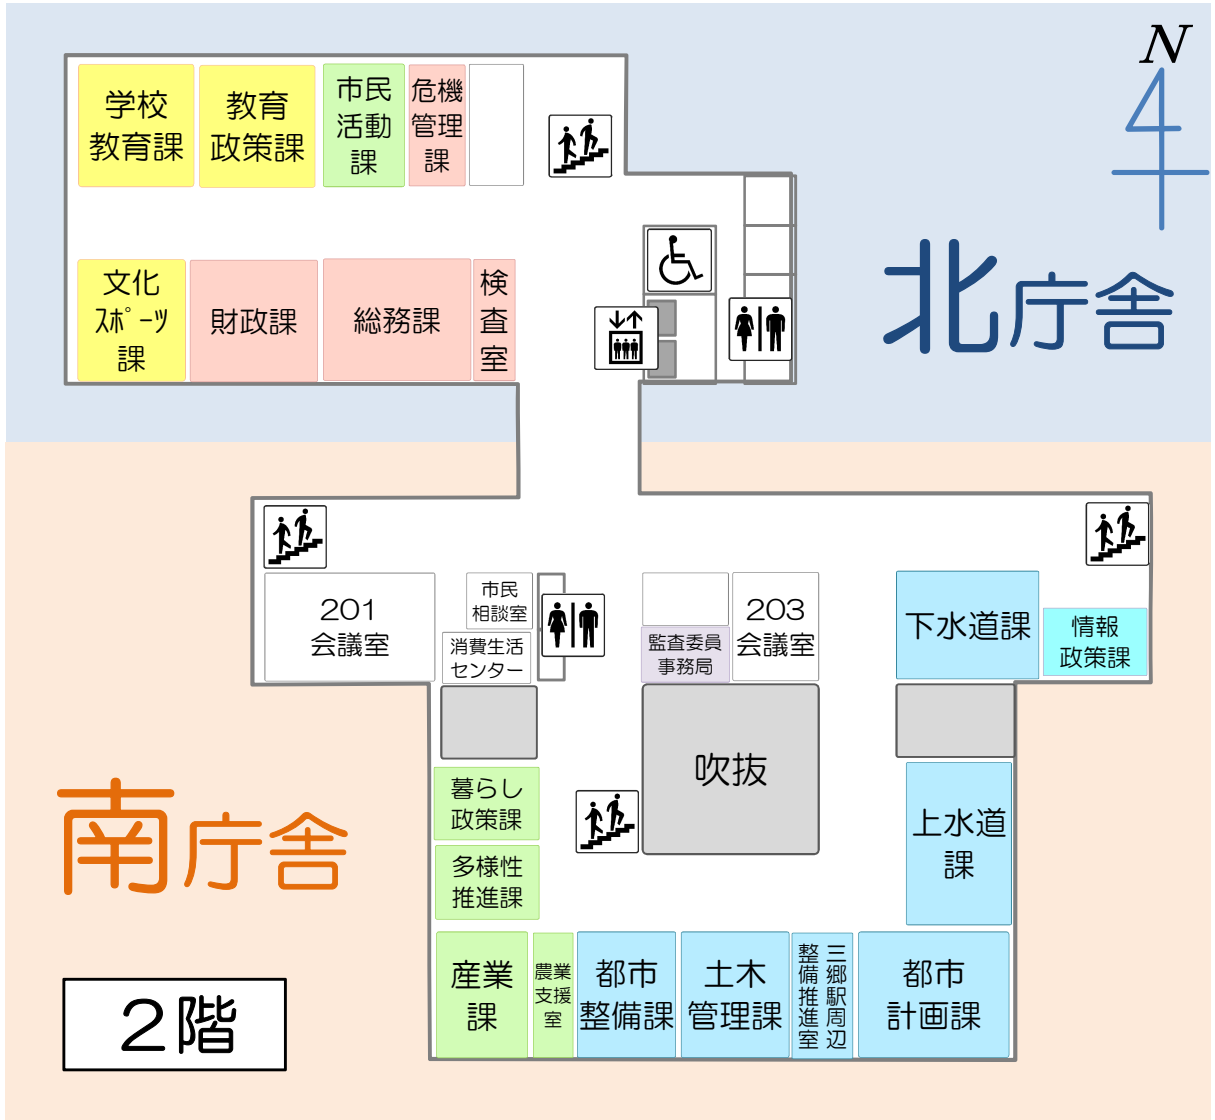 N
学校
教育課
教育
政策課
市民
活動
課
危機
管理
課
文化
スポーツ
課
財政課
総務課
検
査
室
北庁舎
201
会議室
市民
相談室
消費生活
センター
監査委員
事務局
203
会議室
下水道課
情報
政策課
吹抜
暮らし
政策課
多様性
推進課
上水道
課
産業
課
農業
支援
室
都市
整備課
土木
管理課
三郷駅周辺
整備推進室
都市
計画課
南庁舎
2階